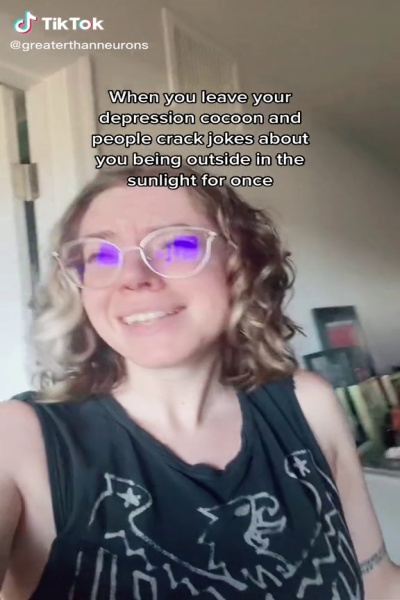 TikTok
@greaterthanneurons
When you leave your
depression cocoon and
people crack jokes about
you being outside in the
sunlight for once